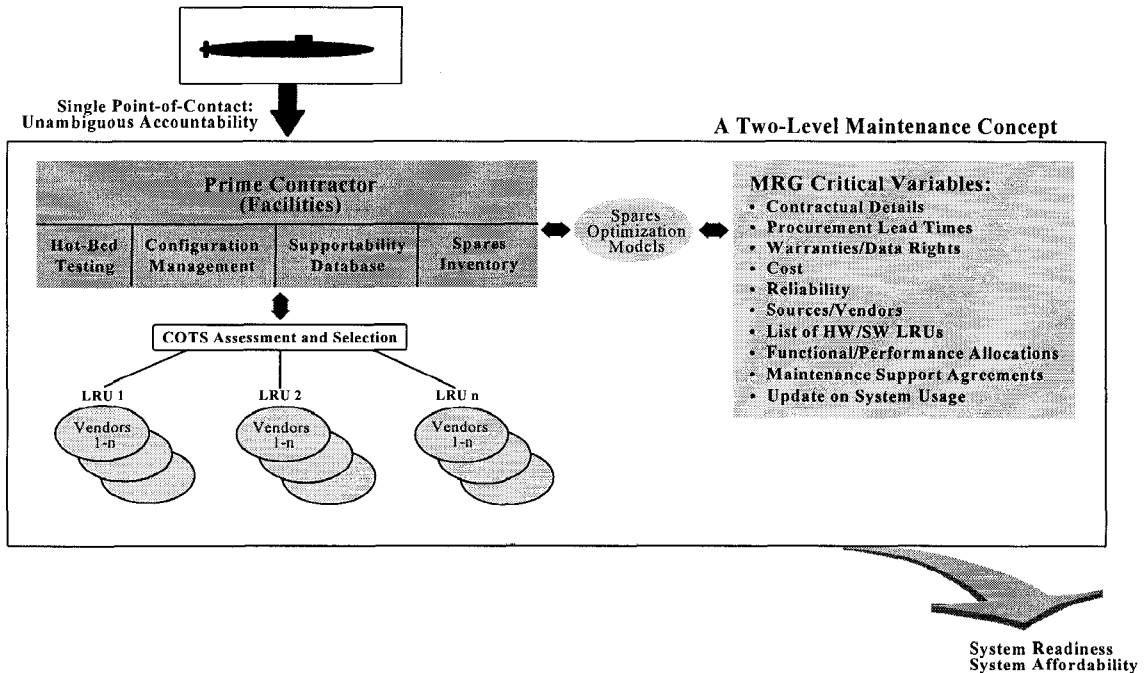 Single Point-of-Contact:
Unambiguous Accountability
A Two-Level Maintenance Concept
Prime Contractor
(Facilities)
Hot-Bed
Testing
Configuration
Management
Supportability
Database
Spares
Inventory
Spares
Optimization
Models
MRG Critical Variables:
• Contractual Details
• Procurement Lead Times
• Warranties/Data Rights
• Cost
• Reliability
• Sources/Vendors
• List of HW/SW LRUs
• Functional/Performance Allocations
• Maintenance Support Agreements
• Update on System Usage
COTS Assessment and Selection
LRU 1
Vendors
1-n
LRU 2
Vendors
1-n
LRU n
Vendors
1-n
System Readiness
System Affordability